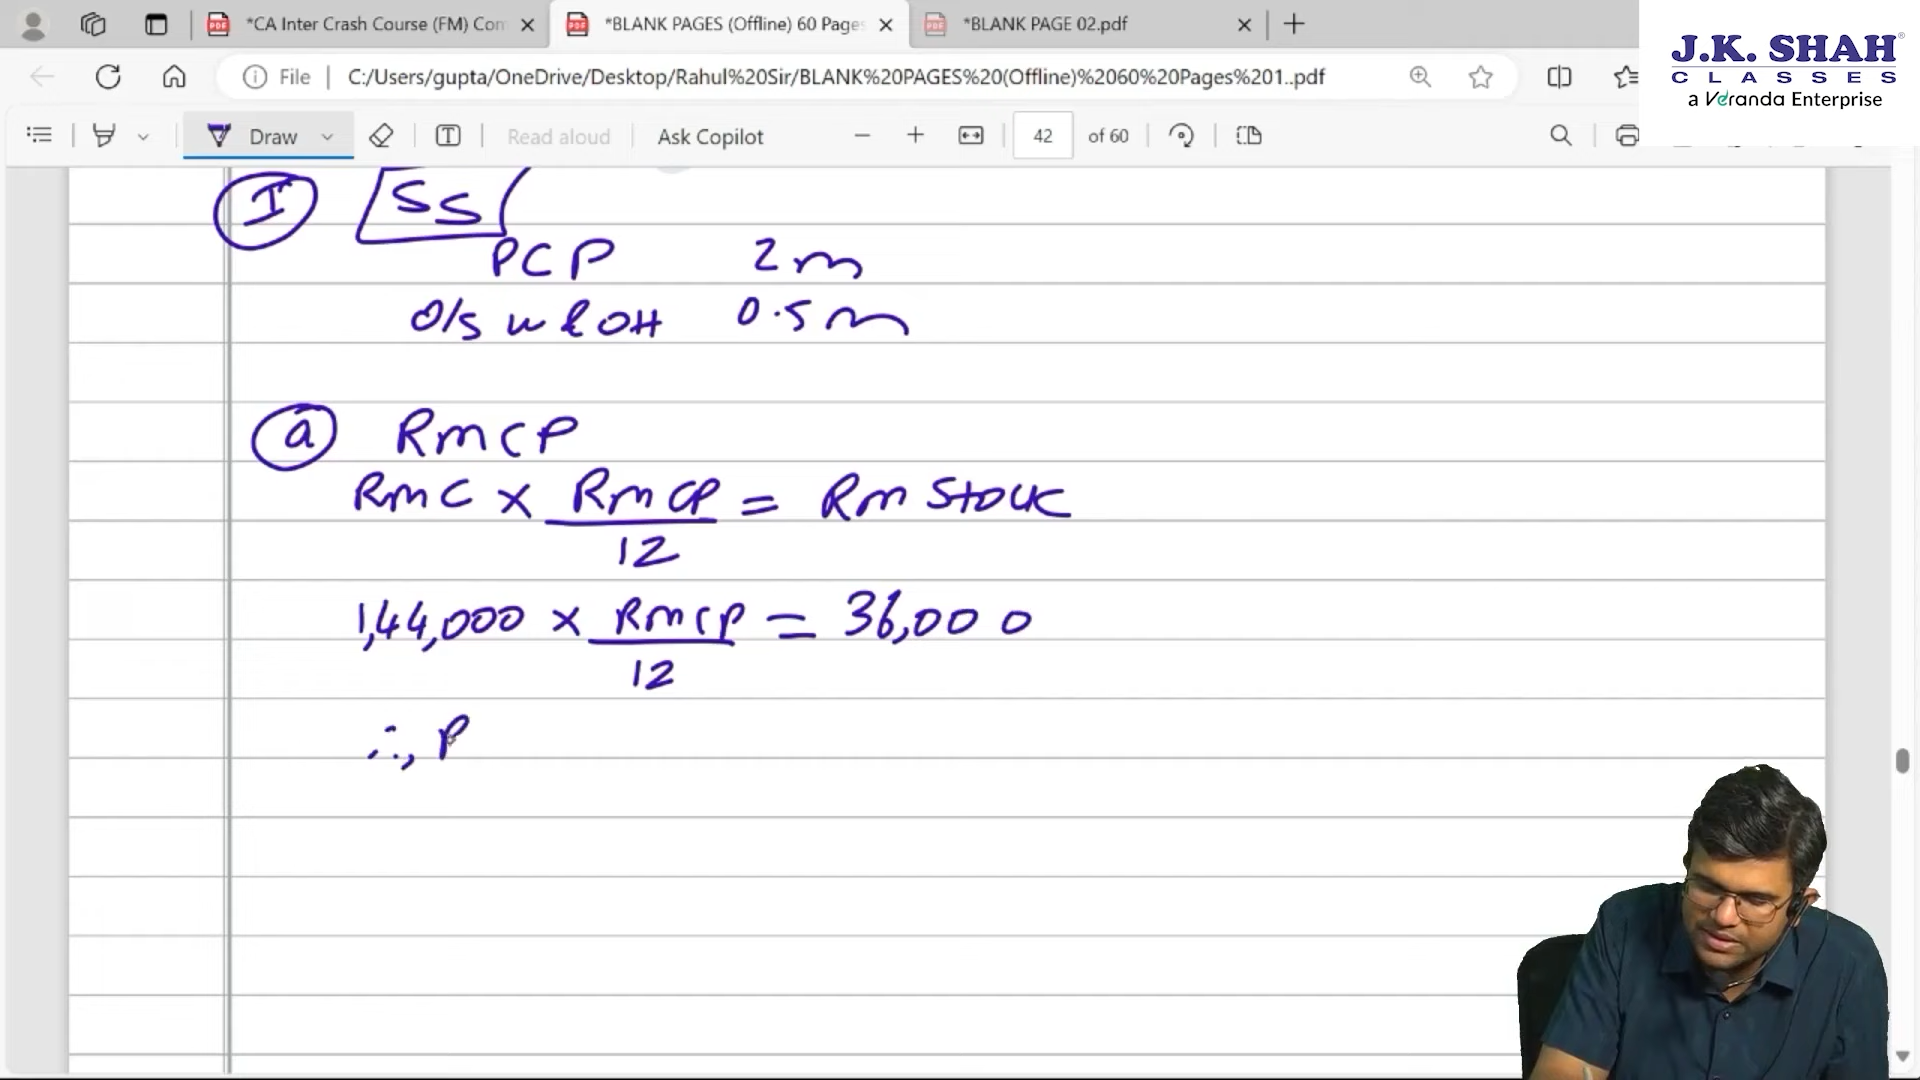 *CA Inter Crash Course (FM) Con
*BLANK PAGES (Offline) 60 Page
*BLANK PAGE 02.pdf
J.K. SHAH®
CLASSES
a Veranda Enterprise
File C:/Users/gupta/OneDrive/Desktop/Rahul%20Sir/BLANK%20PAGES%20(Offline)%2060%20Pages%201..pdf
Draw Read aloud Ask Copilot 42 of 60
I SS
PCP 2m
O/s w & OH 0.5m
a RMCP
RMC × RMCP = RM Stock
12
1,44,000 × RMCP = 36,000
12
∴, P